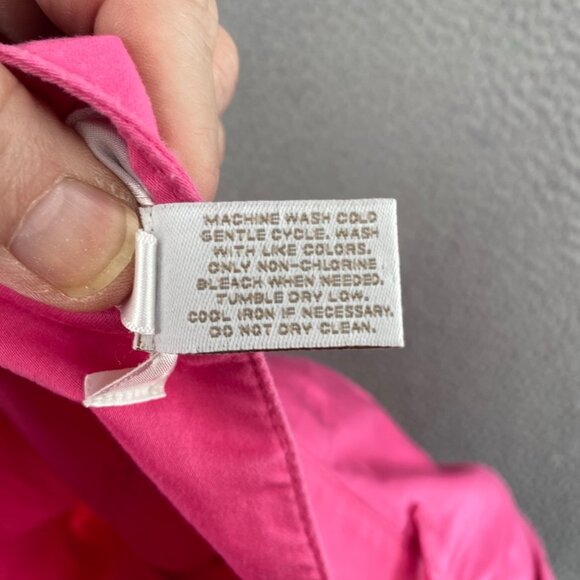 MACHINE WASH COLD
GENTLE CYCLE. WASH
WITH LIKE COLORS.
ONLY NON-CHLORINE
BLEACH WHEN NEEDED.
TUMBLE DRY LOW.
COOL IRON IF NECESSARY.
DO NOT DRY CLEAN.